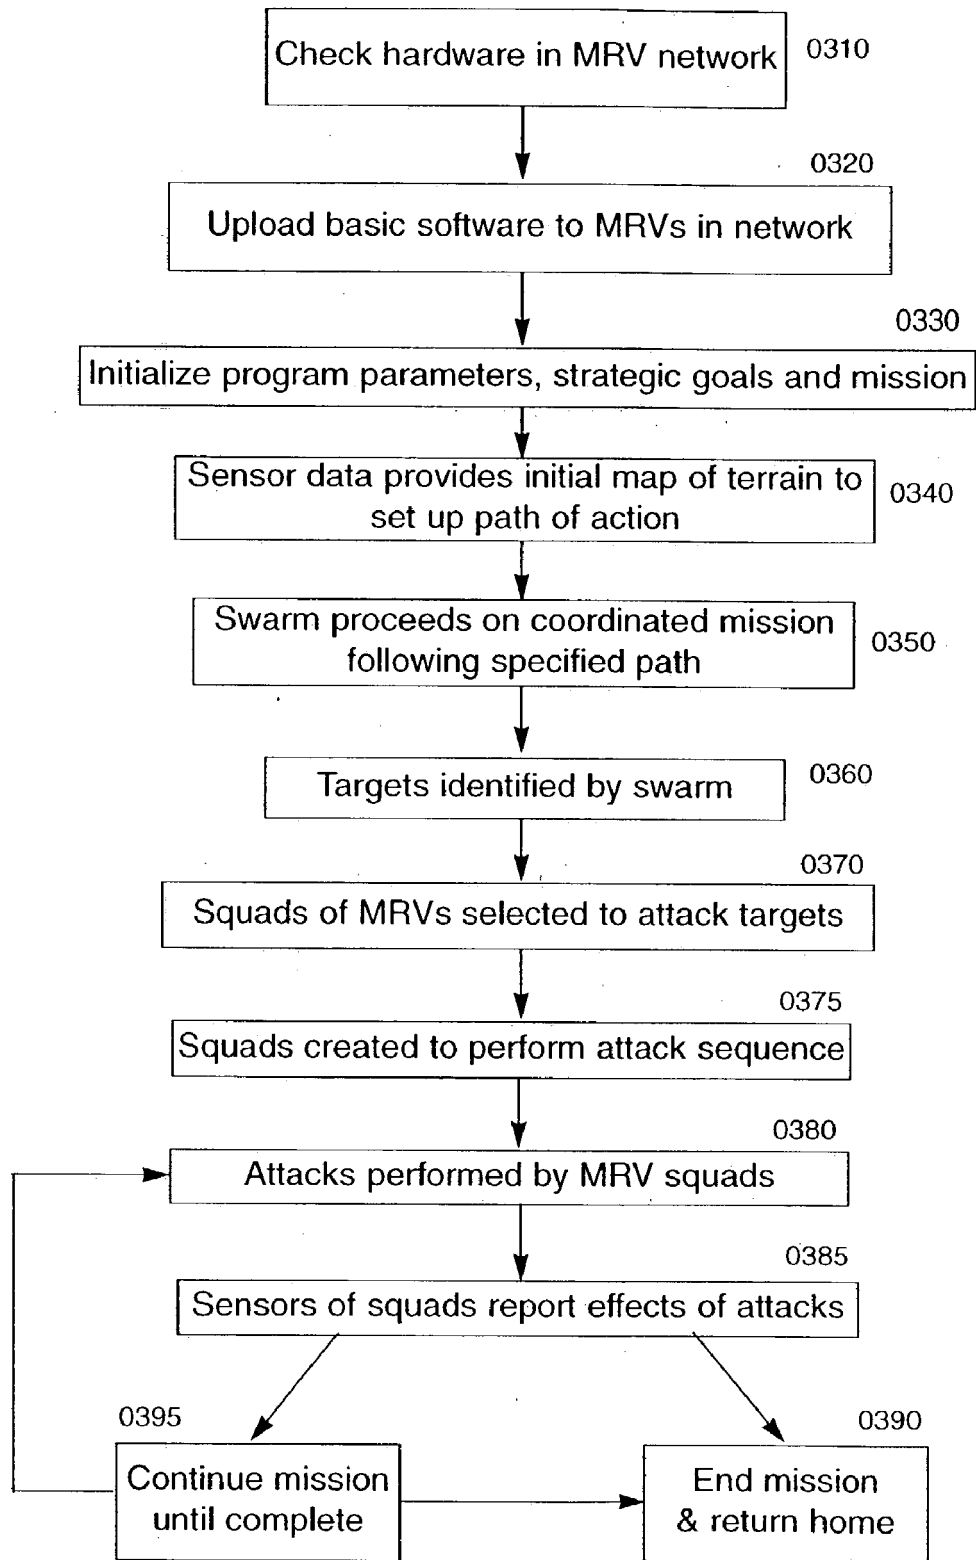 Check hardware in MRV network
0310
0320
Upload basic software to MRVs in network
0330
Initialize program parameters, strategic goals and mission
Sensor data provides initial map of terrain to
set up path of action
0340
Swarm proceeds on coordinated mission
following specified path
0350
Targets identified by swarm
0360
0370
Squads of MRVs selected to attack targets
0375
Squads created to perform attack sequence
0380
Attacks performed by MRV squads
0385
Sensors of squads report effects of attacks
0395
Continue mission
until complete
0390
End mission
& return home